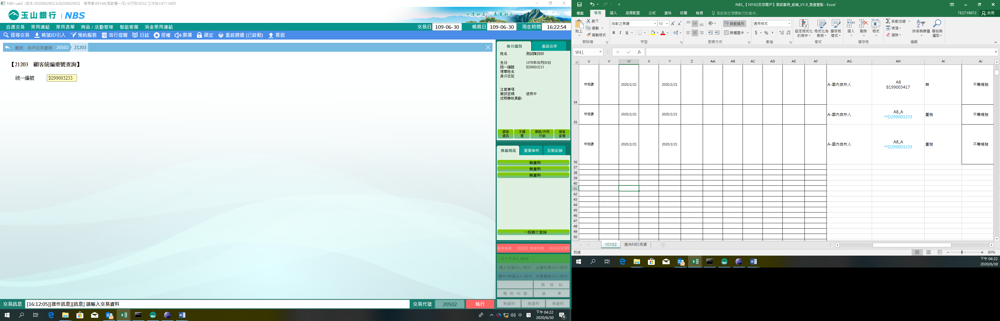 NBS-uat2 (版本:2020062902.b2020062902) 使用者:00144(測試櫃一戊) 分行別:9232 工作站:L9711A05
玉山銀行 NBS
心清如玉 義重如山
自選交易 常用連結 常用表單 商品 / 活動管理 智能客服 消金常用連結
交易日 109-06-30 帳務日 109-06-30 現在時間 16:22:54
搜尋交易 帳號ID引入 預約服務 蒞行提醒 日誌 授權 廣播 鎖定 重啟週邊 (已啟動) 簽退
查詢 存戶往來查詢 20502 21203
【21203 顧客統編重號查詢】
統一編號 D299003233
身分識別 產品往來
姓名 測試陳四卯
生日 1978年08月09日
統一編號 D299003233
理專姓名
身分註記
注意事項
簡訊密碼 使用中
近期事故異動
顧客資訊 手續費 通路/共同行銷 顧客影像
推薦商品 重要事件 互動記錄
無資料
無資料
無資料
一般轉介登錄
服務號碼： 0000 等候時間： 00分00秒
V I P:0人 00分
個人交易:0人 00分 企業交易:0人 00分
開戶/申請:0人 00分 外匯業務:0人 00分
再 呼 叫
預 約 叫 號 結 束
無資料 無資料 無資料
交易訊息 [16:12:05][操作訊息][訊息] 請輸入交易資料 交易代號 20502 執行
中
下午 04:22
2020/6/30
4
NBS_【10102支存開戶】測試案例_前端_V1.0_測資盤點 - Excel
檔案 常用 插入 版面配置 公式 資料 校閱 檢視 告訴我您想要執行的動作...
TEST19072 共用
貼上 剪下 複製 複製格式 剪貼簿
微軟正黑體 10 B I U 字型
自動換列 跨欄置中 對齊方式
通用格式 $ % 數值
設定格式化的條件 格式化為表格 儲存格樣式 樣式
插入 刪除 格式 儲存格
自動加總 填滿 清除 排序與篩選 尋找與選取 編輯
W41 fx
U V W X Y Z AA AB AC AD AE AF AG AH AI AJ
34 林柏諺 2020/2/21 2020/2/21 A-國內自然人 A8 B199003417 無 不需帳號
35 林柏諺 2020/2/21 2020/2/21 A-國內自然人 A8_A **D299003233 重號 不需帳號
36 林柏諺 2020/2/21 2020/2/21 A-國內自然人 A8_A **D299003233 重號 不需帳號
37
38
39
40
41
42
43
44
45
46
47
48
49
50
10102 提供NBS測資
就緒 80%
下午 04:22
2020/6/30